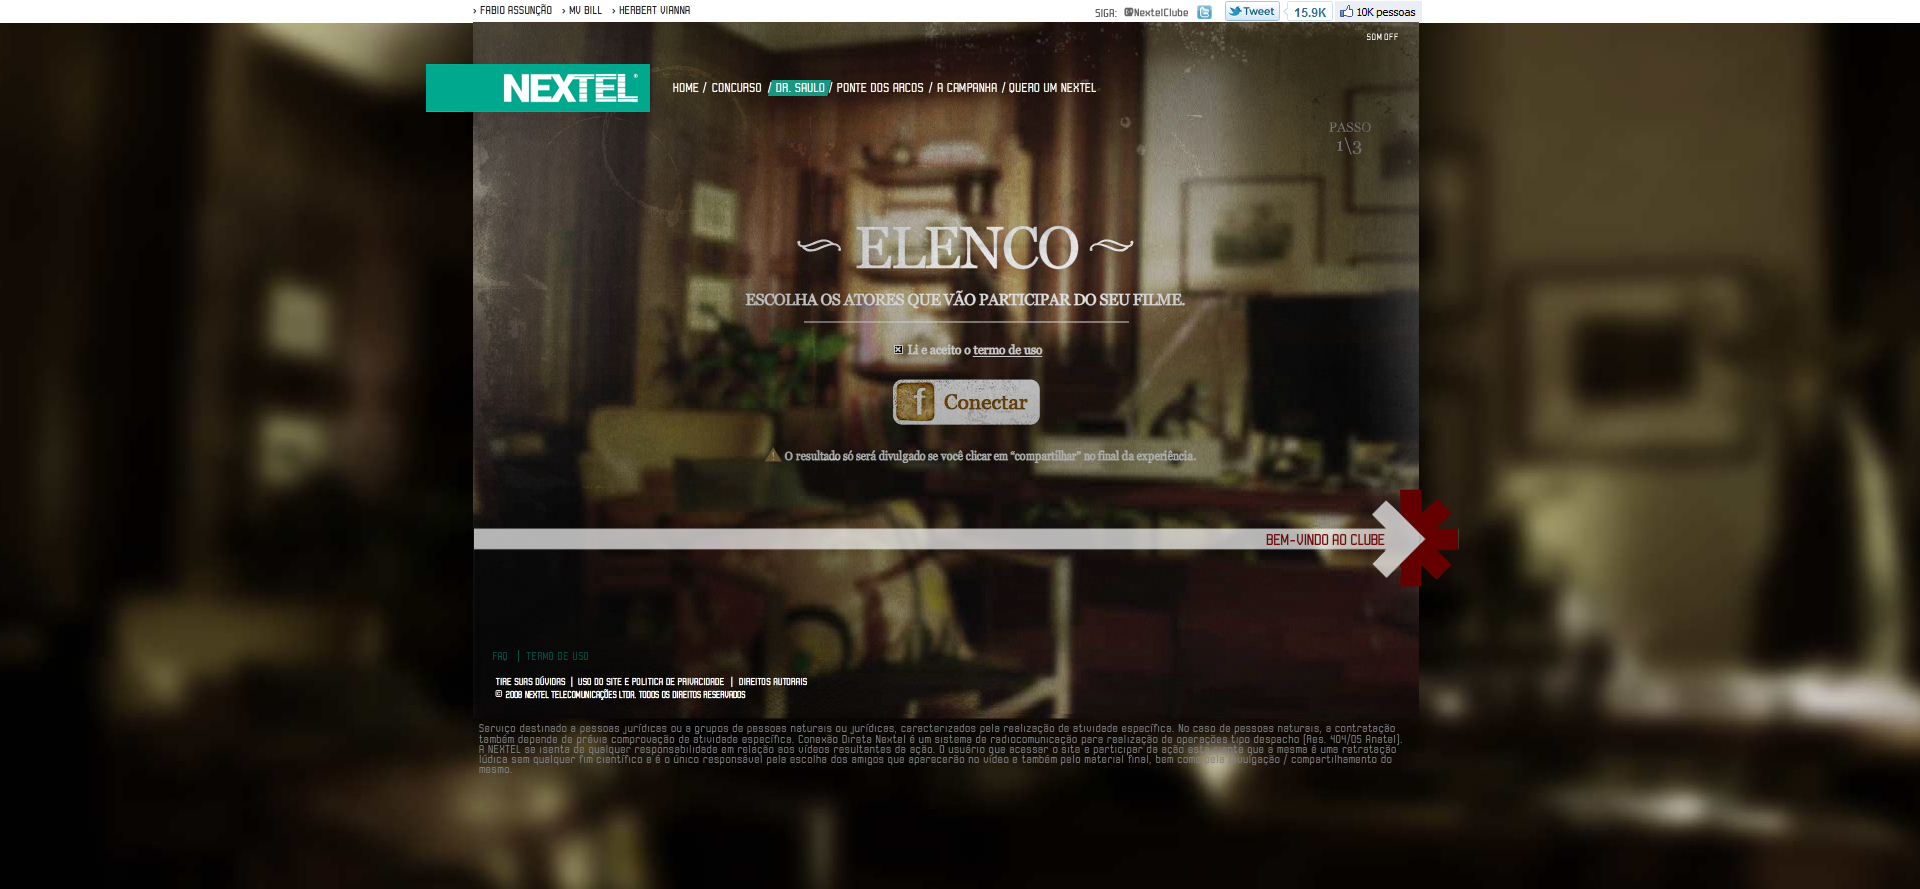 › FABIO ASSUNÇÃO › MV BILL › HERBERT VIANNA
SIGA: @NextelClube Tweet 15.9K 10K pessoas
SOM OFF
NEXTEL
HOME / CONCURSO / DR. SAULO / PONTE DOS ARCOS / A CAMPANHA / QUERO UM NEXTEL
PASSO
1\3
ELENCO
ESCOLHA OS ATORES QUE VÃO PARTICIPAR DO SEU FILME.
Li e aceito o termo de uso
f Conectar
O resultado só será divulgado se você clicar em “compartilhar” no final da experiência.
BEM-VINDO AO CLUBE
FAQ | TERMO DE USO
TIRE SUAS DÚVIDAS | USO DO SITE E POLITICA DE PRIVACIDADE | DIREITOS AUTORAIS
© 2008 NEXTEL TELECOMUNICAÇÕES LTDA. TODOS OS DIREITOS RESERVADOS
Serviço destinado a pessoas jurídicas ou a grupos de pessoas naturais ou jurídicas, caracterizados pela realização de atividade específica. No caso de pessoas naturais, a contratação
também depende de prévia comprovação da atividade específica. Conexão Direta Nextel é um sistema de radiocomunicação para realização de operações tipo despacho (Res. 404/05 Anatel).
A NEXTEL se isenta de qualquer responsabilidade em relação aos vídeos resultantes da ação. O usuário que acessar o site e participar da ação está ciente que a mesma é uma retratação
lúdica sem qualquer fim científico e é o único responsável pela escolha dos amigos que aparecerão no vídeo e também pelo material final, bem como pela divulgação / compartilhamento do
mesmo.